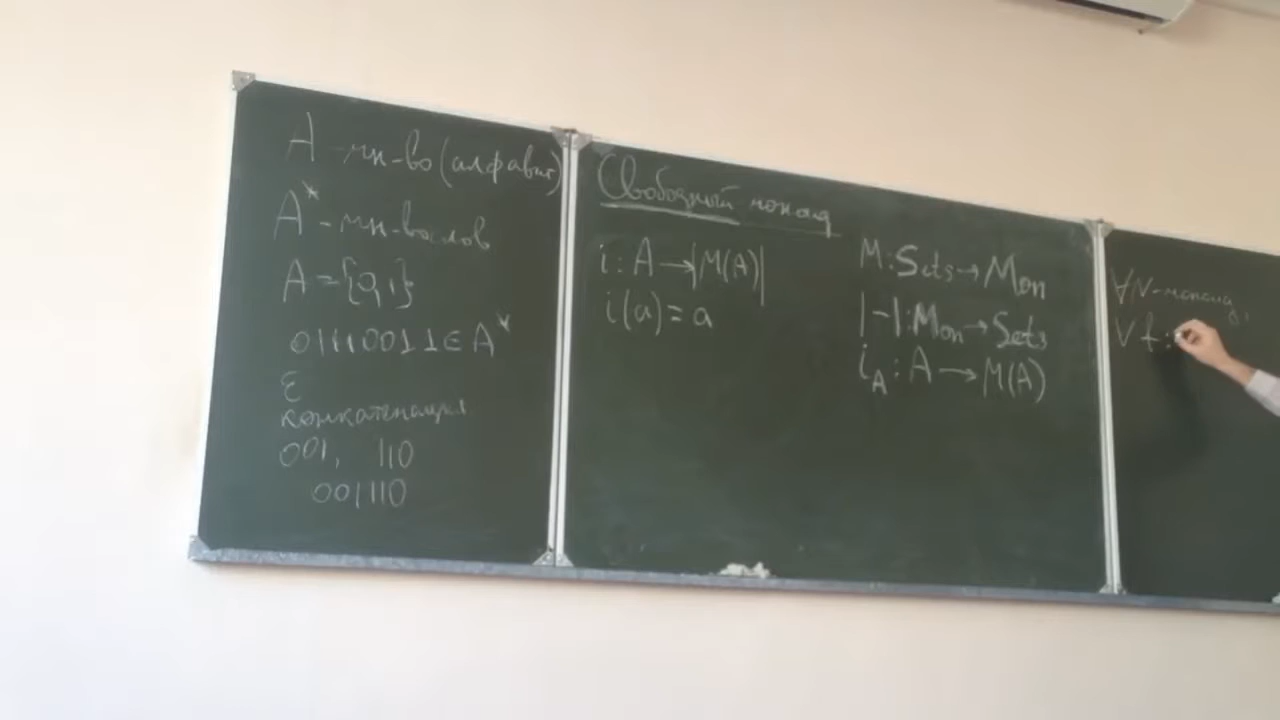 A - мн-во (алфавит)
A* - мн-во слов
A = {0,1}
01110011 ∈ A*
ε
конкатенация
001, 110
001110
Свободный моноид
i: A → |M(A)|
i(a) = a
M: Sets → Mon
|-|: Mon → Sets
i_A: A → M(A)
∀N - моноид,
∀f: